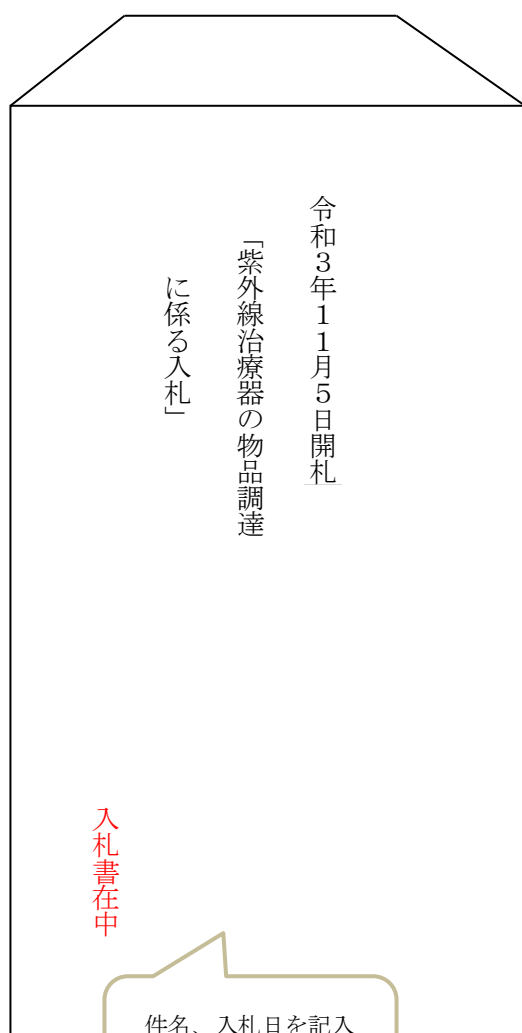 令和３年１１月５日開札
「紫外線治療器の物品調達
に係る入札」
入札書在中
件名、入札日を記入